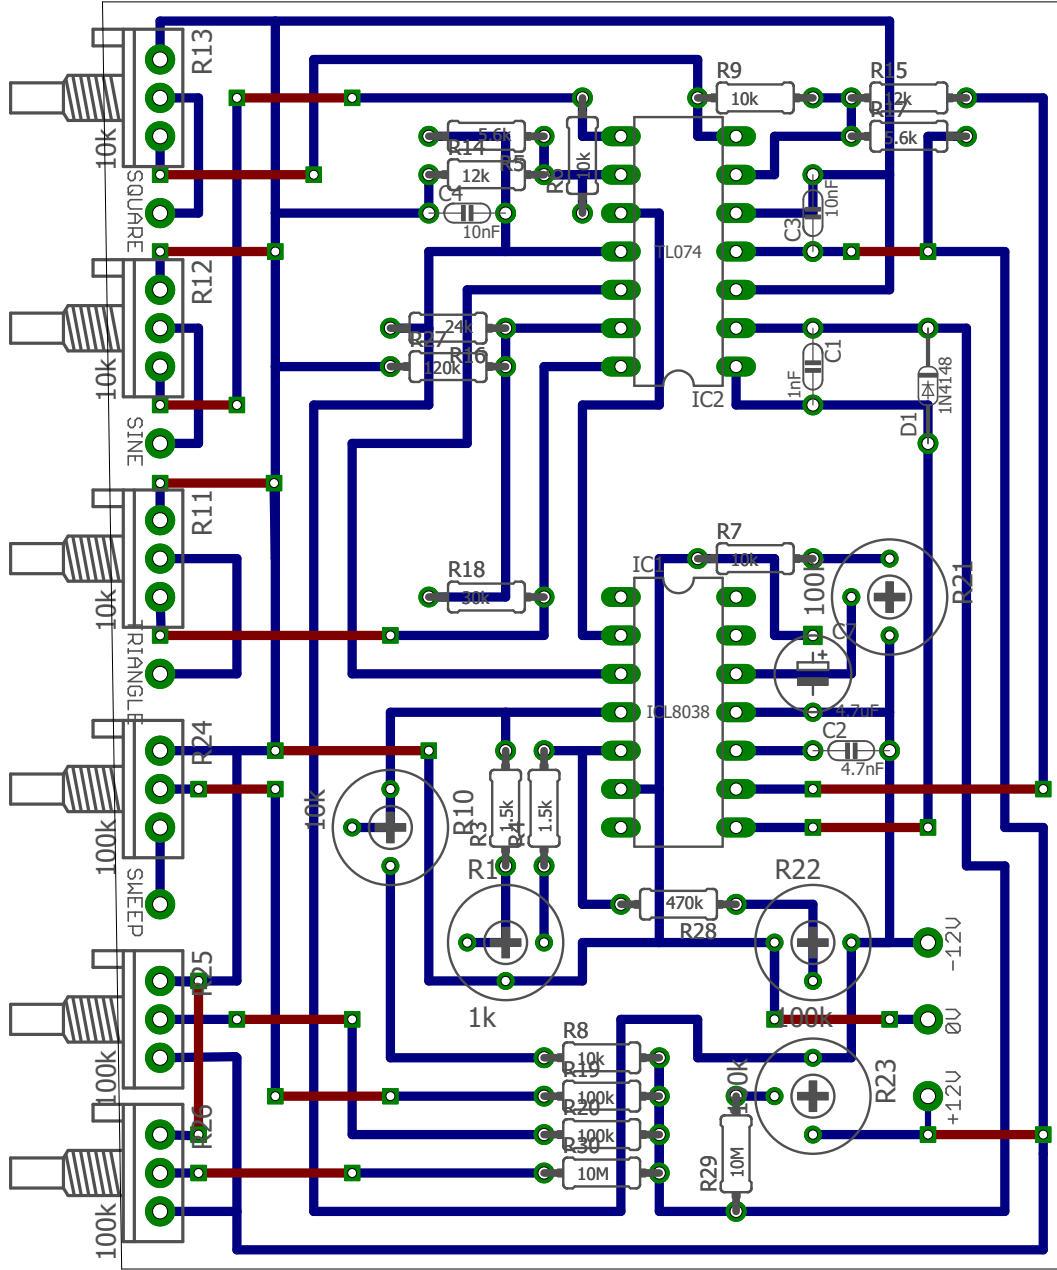 R13
10k
SQUARE
R9
10k
R15
12k
R17
5.6k
5.6k
R14
12k
R5
R6
10k
C4
10nF
TL074
IC2
C3
10nF
R12
10k
SINE
24k
R27
R16
120k
C1
1nF
D1
1N4148
R11
10k
TRIANGLE
R18
30k
IC1
ICL8038
R7
10k
100k
R21
C7
+
4.7uF
C2
4.7nF
R24
100k
SWEEP
10k
R10
R3
1.5k
R4
1.5k
R1
1k
470k
R28
R22
100k
-12V
0V
+12V
R25
100k
R26
100k
R8
10k
R19
100k
R20
100k
R30
10M
R29
10M
100k
R23